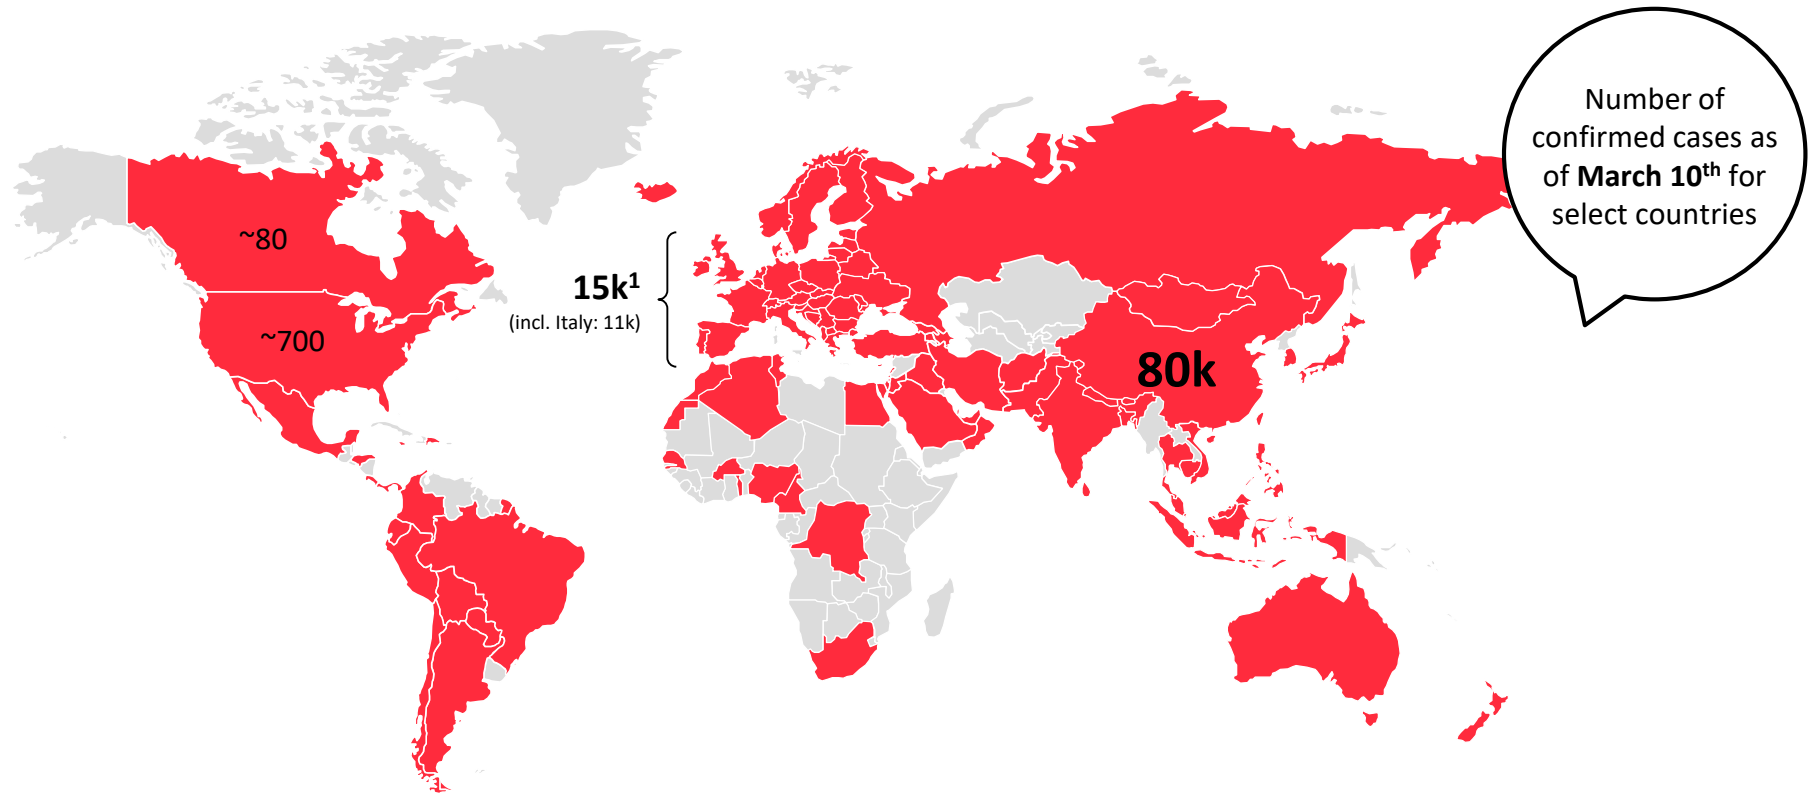 Number of
confirmed cases as
of March 10th for
select countries
~80
15k1
(incl. Italy: 11k)
~700
80k